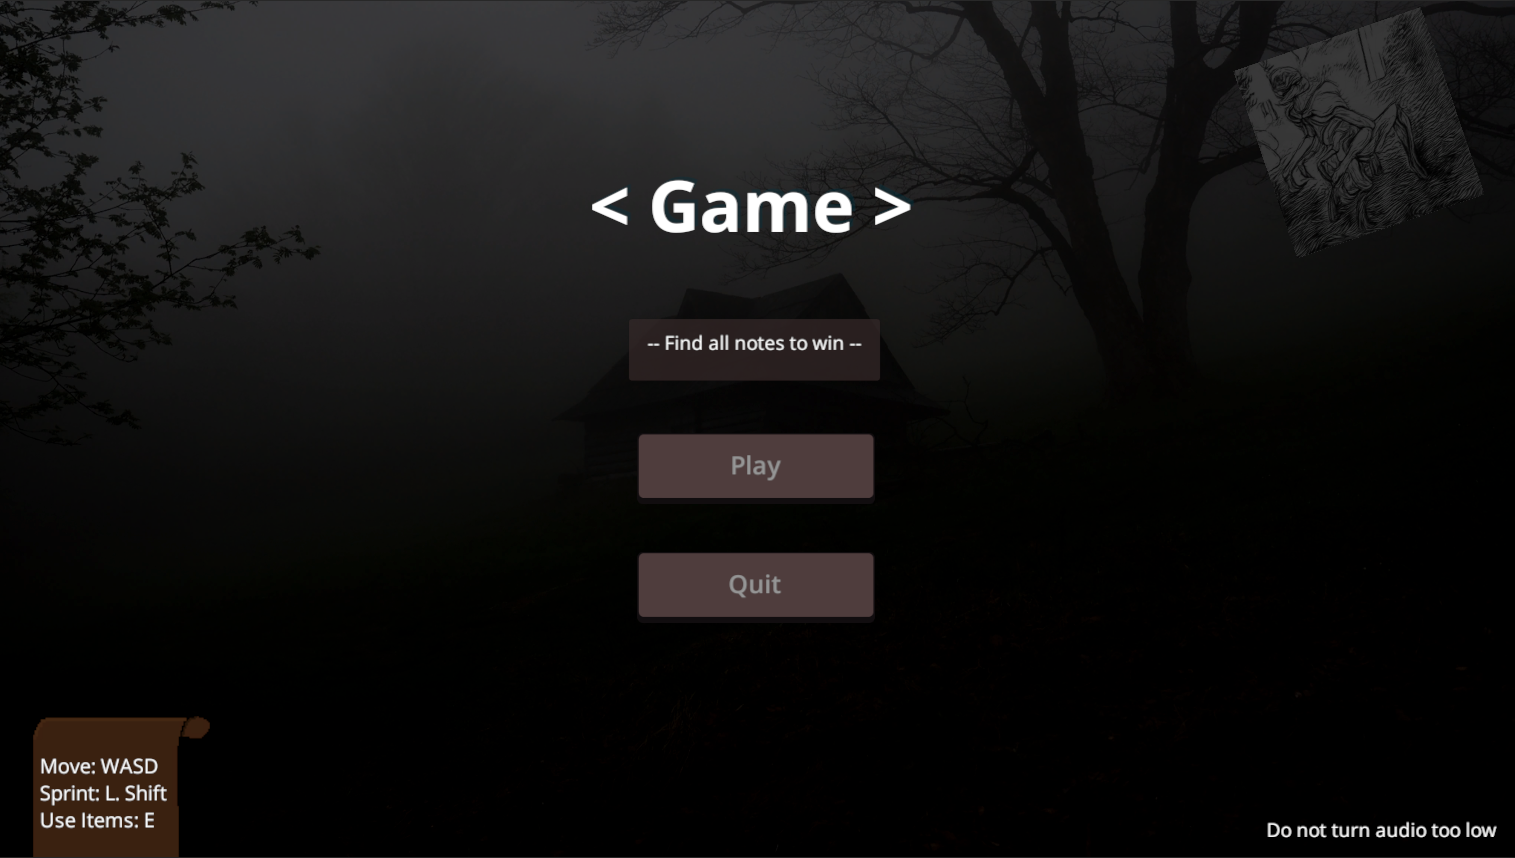 < Game >
-- Find all notes to win --
Play
Quit
Move: WASD
Sprint: L. Shift
Use Items: E
Do not turn audio too low